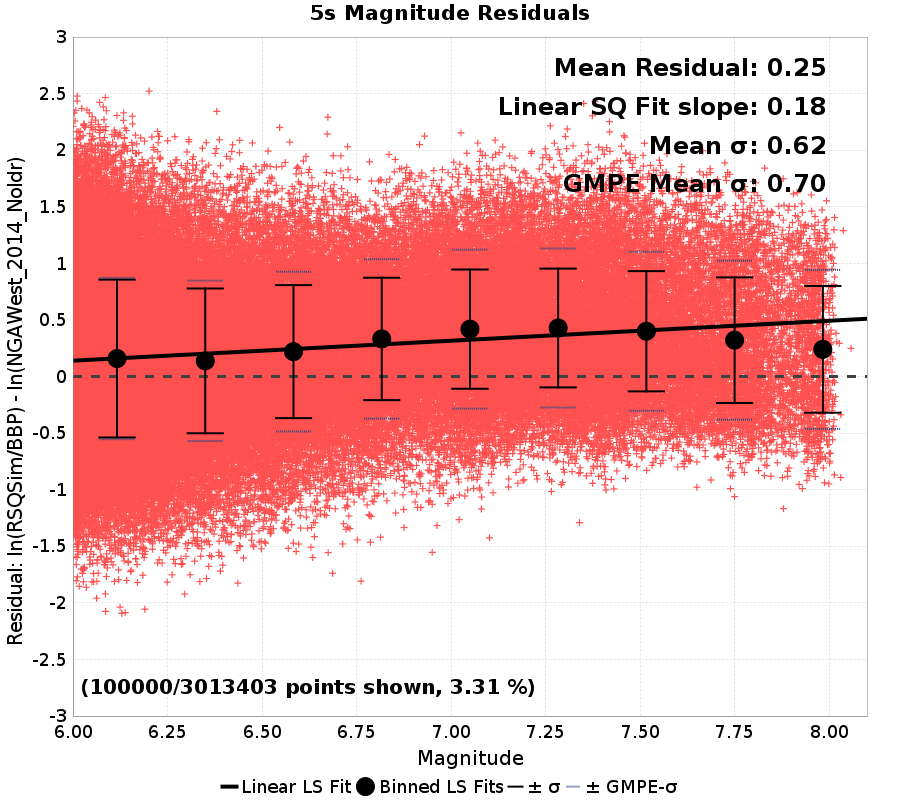 5s Magnitude Residuals
Mean Residual: 0.25
Linear SQ Fit slope: 0.18
Mean σ: 0.62
GMPE Mean σ: 0.70
Residual: ln(RSQSim/BBP) - ln(NGAWest_2014_NoIdr)
3
2.5
2
1.5
1
0.5
0
-0.5
-1
-1.5
-2
-2.5
-3
(100000/3013403 points shown, 3.31 %)
6.00 6.25 6.50 6.75 7.00 7.25 7.50 7.75 8.00
Magnitude
Linear LS Fit Binned LS Fits ± σ ± GMPE-σ